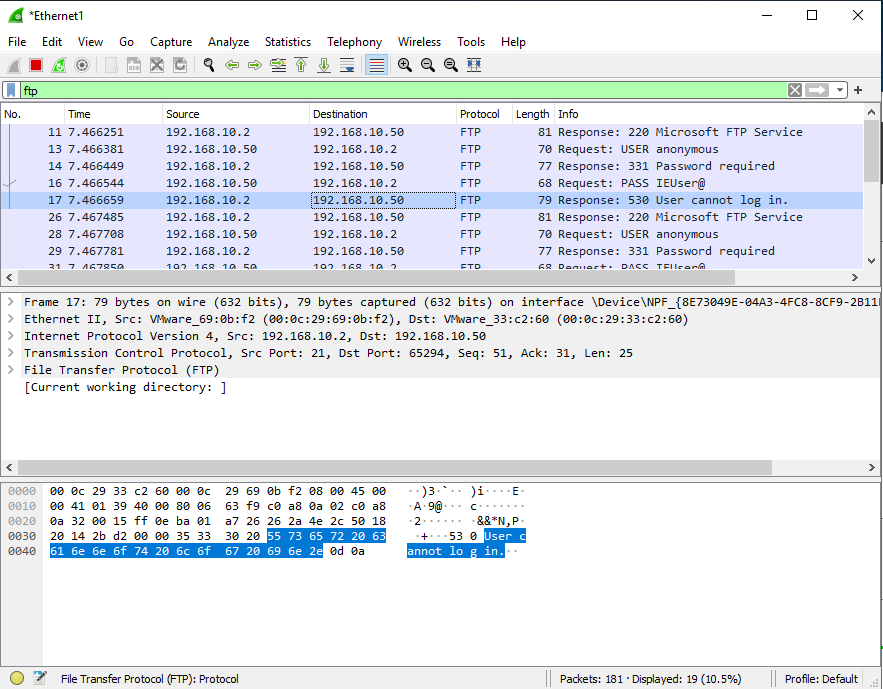 *Ethernet1
File Edit View Go Capture Analyze Statistics Telephony Wireless Tools Help
ftp
No. Time Source Destination Protocol Length Info
11 7.466251 192.168.10.2 192.168.10.50 FTP 81 Response: 220 Microsoft FTP Service
13 7.466381 192.168.10.50 192.168.10.2 FTP 70 Request: USER anonymous
14 7.466449 192.168.10.2 192.168.10.50 FTP 77 Response: 331 Password required
16 7.466544 192.168.10.50 192.168.10.2 FTP 68 Request: PASS IEUser@
17 7.466659 192.168.10.2 192.168.10.50 FTP 79 Response: 530 User cannot log in.
26 7.467485 192.168.10.2 192.168.10.50 FTP 81 Response: 220 Microsoft FTP Service
28 7.467708 192.168.10.50 192.168.10.2 FTP 70 Request: USER anonymous
29 7.467781 192.168.10.2 192.168.10.50 FTP 77 Response: 331 Password required
31 7.467850 192.168.10.50 192.168.10.2 FTP 68 Request: PASS IEUser@
Frame 17: 79 bytes on wire (632 bits), 79 bytes captured (632 bits) on interface \Device\NPF_{8E73049E-04A3-4FC8-8CF9-2B11
Ethernet II, Src: VMware_69:0b:f2 (00:0c:29:69:0b:f2), Dst: VMware_33:c2:60 (00:0c:29:33:c2:60)
Internet Protocol Version 4, Src: 192.168.10.2, Dst: 192.168.10.50
Transmission Control Protocol, Src Port: 21, Dst Port: 65294, Seq: 51, Ack: 31, Len: 25
File Transfer Protocol (FTP)
[Current working directory: ]
0000 00 0c 29 33 c2 60 00 0c 29 69 0b f2 08 00 45 00 ··)3·`·· )i····E·
0010 00 41 01 39 40 00 80 06 63 f9 c0 a8 0a 02 c0 a8 ·A·9@··· c·······
0020 0a 32 00 15 ff 0e ba 01 a7 26 26 2a 4e 2c 50 18 ·2······ ·&&*N,P·
0030 20 14 2b d2 00 00 35 33 30 20 55 73 65 72 20 63 ·+···53 0 User c
0040 61 6e 6e 6f 74 20 6c 6f 67 20 69 6e 2e 0d 0a annot lo g in.··
File Transfer Protocol (FTP): Protocol Packets: 181 · Displayed: 19 (10.5%) Profile: Default